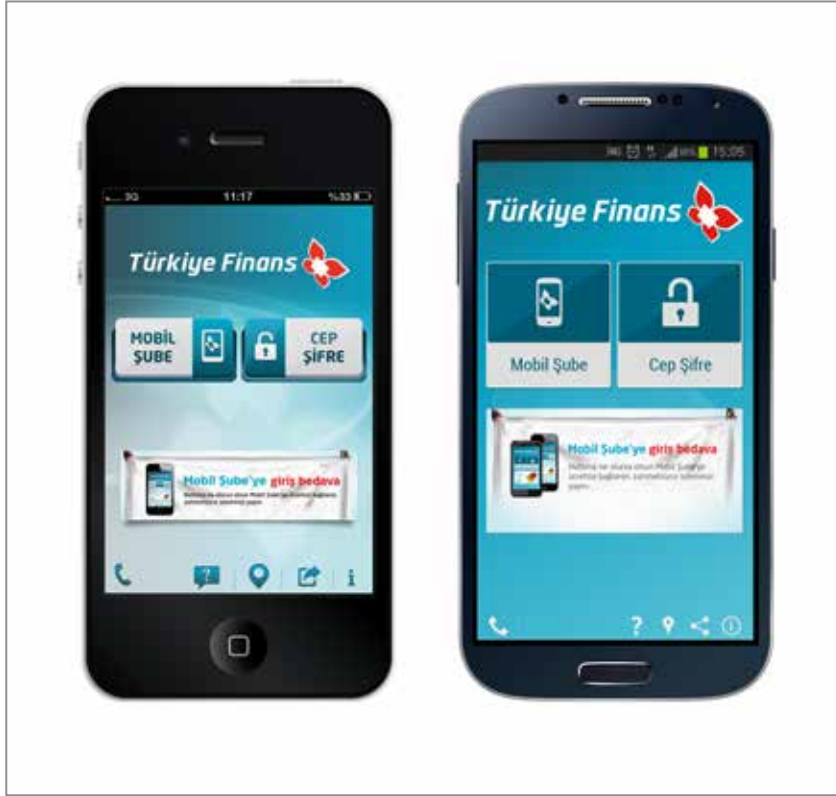 3G 11:17 %33
Türkiye Finans
MOBİL
ŞUBE
CEP
ŞİFRE
Mobil Şube'ye giriş bedava
15:05
Türkiye Finans
Mobil Şube
Cep Şifre
Mobil Şube'ye giriş bedava